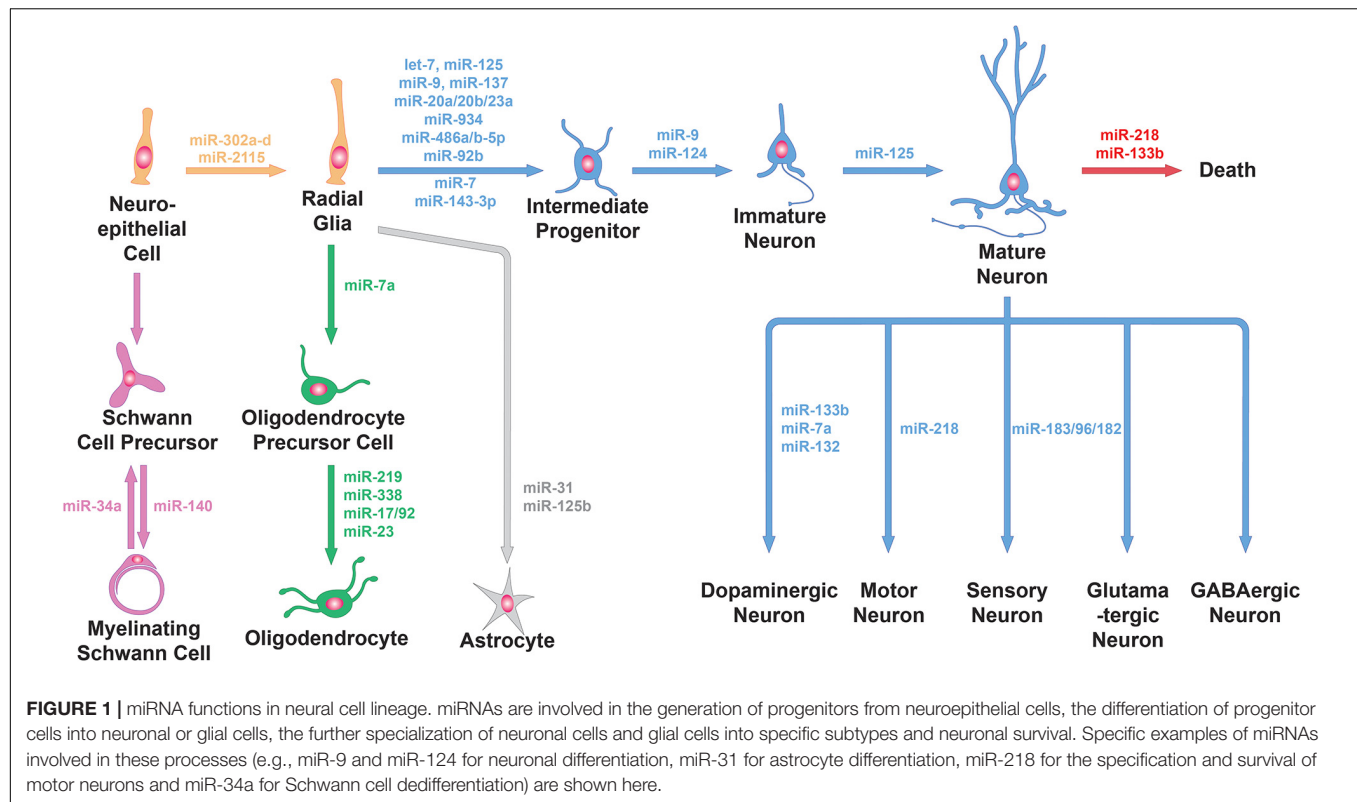 let-7, miR-125
miR-9, miR-137
miR-20a/20b/23a
miR-934
miR-486a/b-5p
miR-92b
miR-7
miR-143-3p
miR-302a-d
miR-2115
miR-9
miR-124
miR-125
miR-218
miR-133b
Death
Neuro-
epithelial
Cell
Radial
Glia
Intermediate
Progenitor
Immature
Neuron
Mature
Neuron
miR-7a
Schwann
Cell Precursor
Oligodendrocyte
Precursor Cell
miR-34a
miR-140
miR-219
miR-338
miR-17/92
miR-23
miR-31
miR-125b
miR-133b
miR-7a
miR-132
miR-218
miR-183/96/182
Myelinating
Schwann Cell
Oligodendrocyte
Astrocyte
Dopaminergic
Neuron
Motor
Neuron
Sensory
Neuron
Glutama
-tergic
Neuron
GABAergic
Neuron
FIGURE 1 | miRNA functions in neural cell lineage. miRNAs are involved in the generation of progenitors from neuroepithelial cells, the differentiation of progenitor
cells into neuronal or glial cells, the further specialization of neuronal cells and glial cells into specific subtypes and neuronal survival. Specific examples of miRNAs
involved in these processes (e.g., miR-9 and miR-124 for neuronal differentiation, miR-31 for astrocyte differentiation, miR-218 for the specification and survival of
motor neurons and miR-34a for Schwann cell dedifferentiation) are shown here.